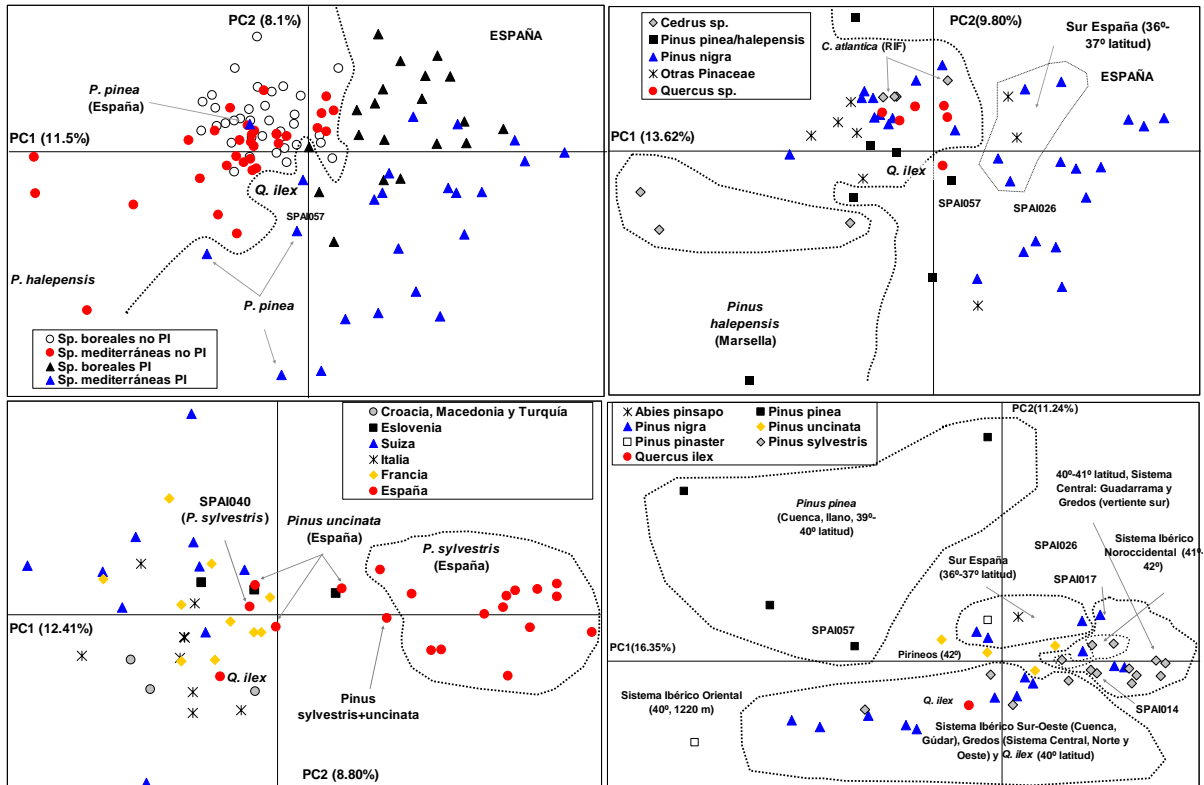 PC2 (8.1%)
ESPAÑA
P. pinea
(España)
PC1 (11.5%)
Q. ilex
SPAI057
P. halepensis
P. pinea
Sp. boreales no PI
Sp. mediterráneas no PI
Sp. boreales PI
Sp. mediterráneas PI
Cedrus sp.
Pinus pinea/halepensis
Pinus nigra
Otras Pinaceae
Quercus sp.
C. atlantica (RIF)
PC2(9.80%)
Sur España (36º-
37º latitud)
ESPAÑA
PC1 (13.62%)
Q. ilex
SPAI057
SPAI026
Pinus
halepensis
(Marsella)
Croacia, Macedonia y Turquía
Eslovenia
Suiza
Italia
Francia
España
SPAI040
(P. sylvestris)
Pinus uncinata
(España)
P. sylvestris
(España)
PC1 (12.41%)
Q. ilex
Pinus
sylvestris+uncinata
PC2 (8.80%)
Abies pinsapo
Pinus pinea
Pinus nigra
Pinus uncinata
Pinus pinaster
Pinus sylvestris
Quercus ilex
PC2(11.24%)
40º-41º latitud, Sistema
Central: Guadarrama y
Gredos (vertiente sur)
Pinus pinea
(Cuenca, llano, 39º-
40º latitud)
SPAI026
Sistema Ibérico
Noroccidental (41º-
42º)
Sur España
(36º-37º latitud)
SPAI017
SPAI057
PC1(16.35%)
Pirineos (42º)
Sistema Ibérico Oriental
(40º, 1220 m)
Q. ilex
SPAI014
Sistema Ibérico Sur-Oeste (Cuenca,
Gúdar), Gredos (Sistema Central, Norte y
Oeste) y Q. ilex (40º latitud)